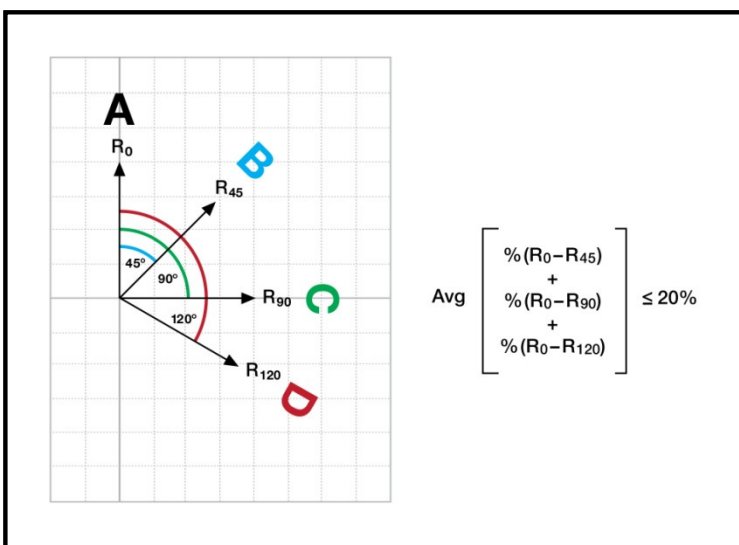 A
R₀
B
R₄₅
45°
90°
R₉₀
C
120°
R₁₂₀
D
Avg
%(R₀–R₄₅)
+
%(R₀–R₉₀)
+
%(R₀–R₁₂₀)
≤ 20%